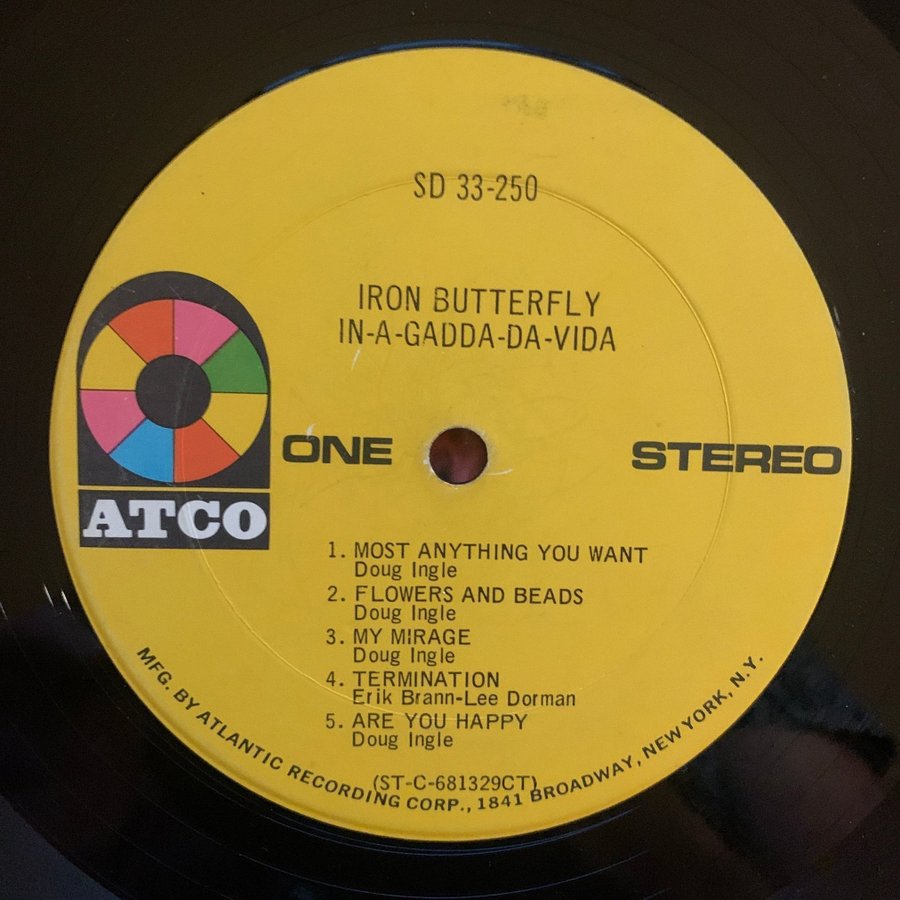 SD 33-250
IRON BUTTERFLY
IN-A-GADDA-DA-VIDA
ONE
STEREO
ATCO
1. MOST ANYTHING YOU WANT
Doug Ingle
2. FLOWERS AND BEADS
Doug Ingle
3. MY MIRAGE
Doug Ingle
4. TERMINATION
Erik Brann-Lee Dorman
5. ARE YOU HAPPY
Doug Ingle
(ST-C-681329CT)
MFG. BY ATLANTIC RECORDING CORP., 1841 BROADWAY, NEW YORK, N.Y.